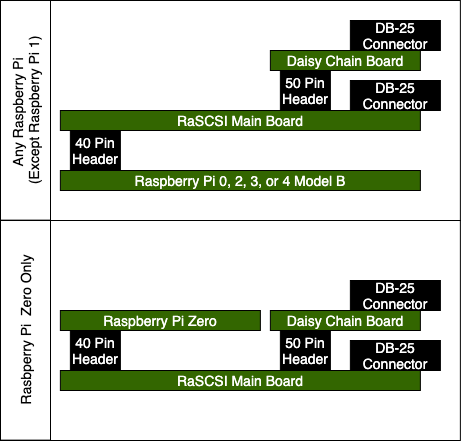 Any Raspberry Pi
(Except Raspberry Pi 1)
DB-25
Connector
Daisy Chain Board
50 Pin
Header
DB-25
Connector
RaSCSI Main Board
40 Pin
Header
Raspberry Pi 0, 2, 3, or 4 Model B
Rasbperry Pi Zero Only
DB-25
Connector
Raspberry Pi Zero
Daisy Chain Board
40 Pin
Header
50 Pin
Header
DB-25
Connector
RaSCSI Main Board